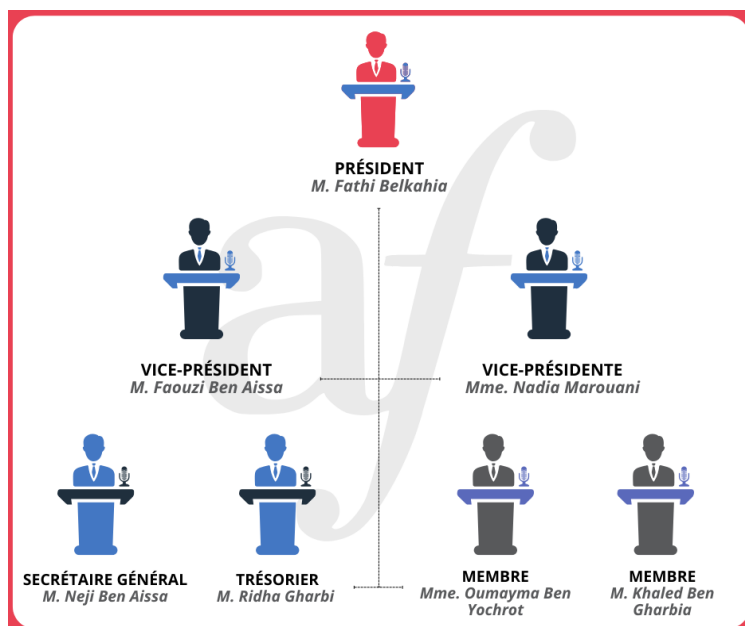 PRÉSIDENT
M. Fathi Belkahia
VICE-PRÉSIDENT
M. Faouzi Ben Aissa
VICE-PRÉSIDENTE
Mme. Nadia Marouani
SECRÉTAIRE GÉNÉRAL
M. Neji Ben Aissa
TRÉSORIER
M. Ridha Gharbi
MEMBRE
Mme. Oumayma Ben
Yochrot
MEMBRE
M. Khaled Ben
Gharbia
af